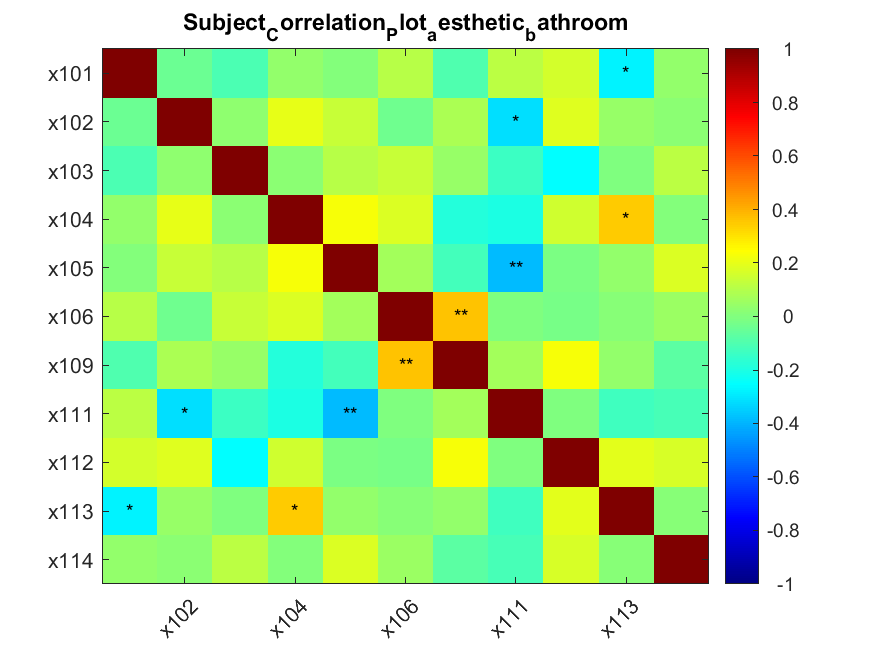 Subject_Correlation_Plot_aesthetic_bathroom
x101
*
x102
*
x103
x104
*
x105
**
x106
**
x109
**
x111
* **
x112
x113
* *
x114
x102 x104 x106 x111 x113
1
0.8
0.6
0.4
0.2
0
-0.2
-0.4
-0.6
-0.8
-1